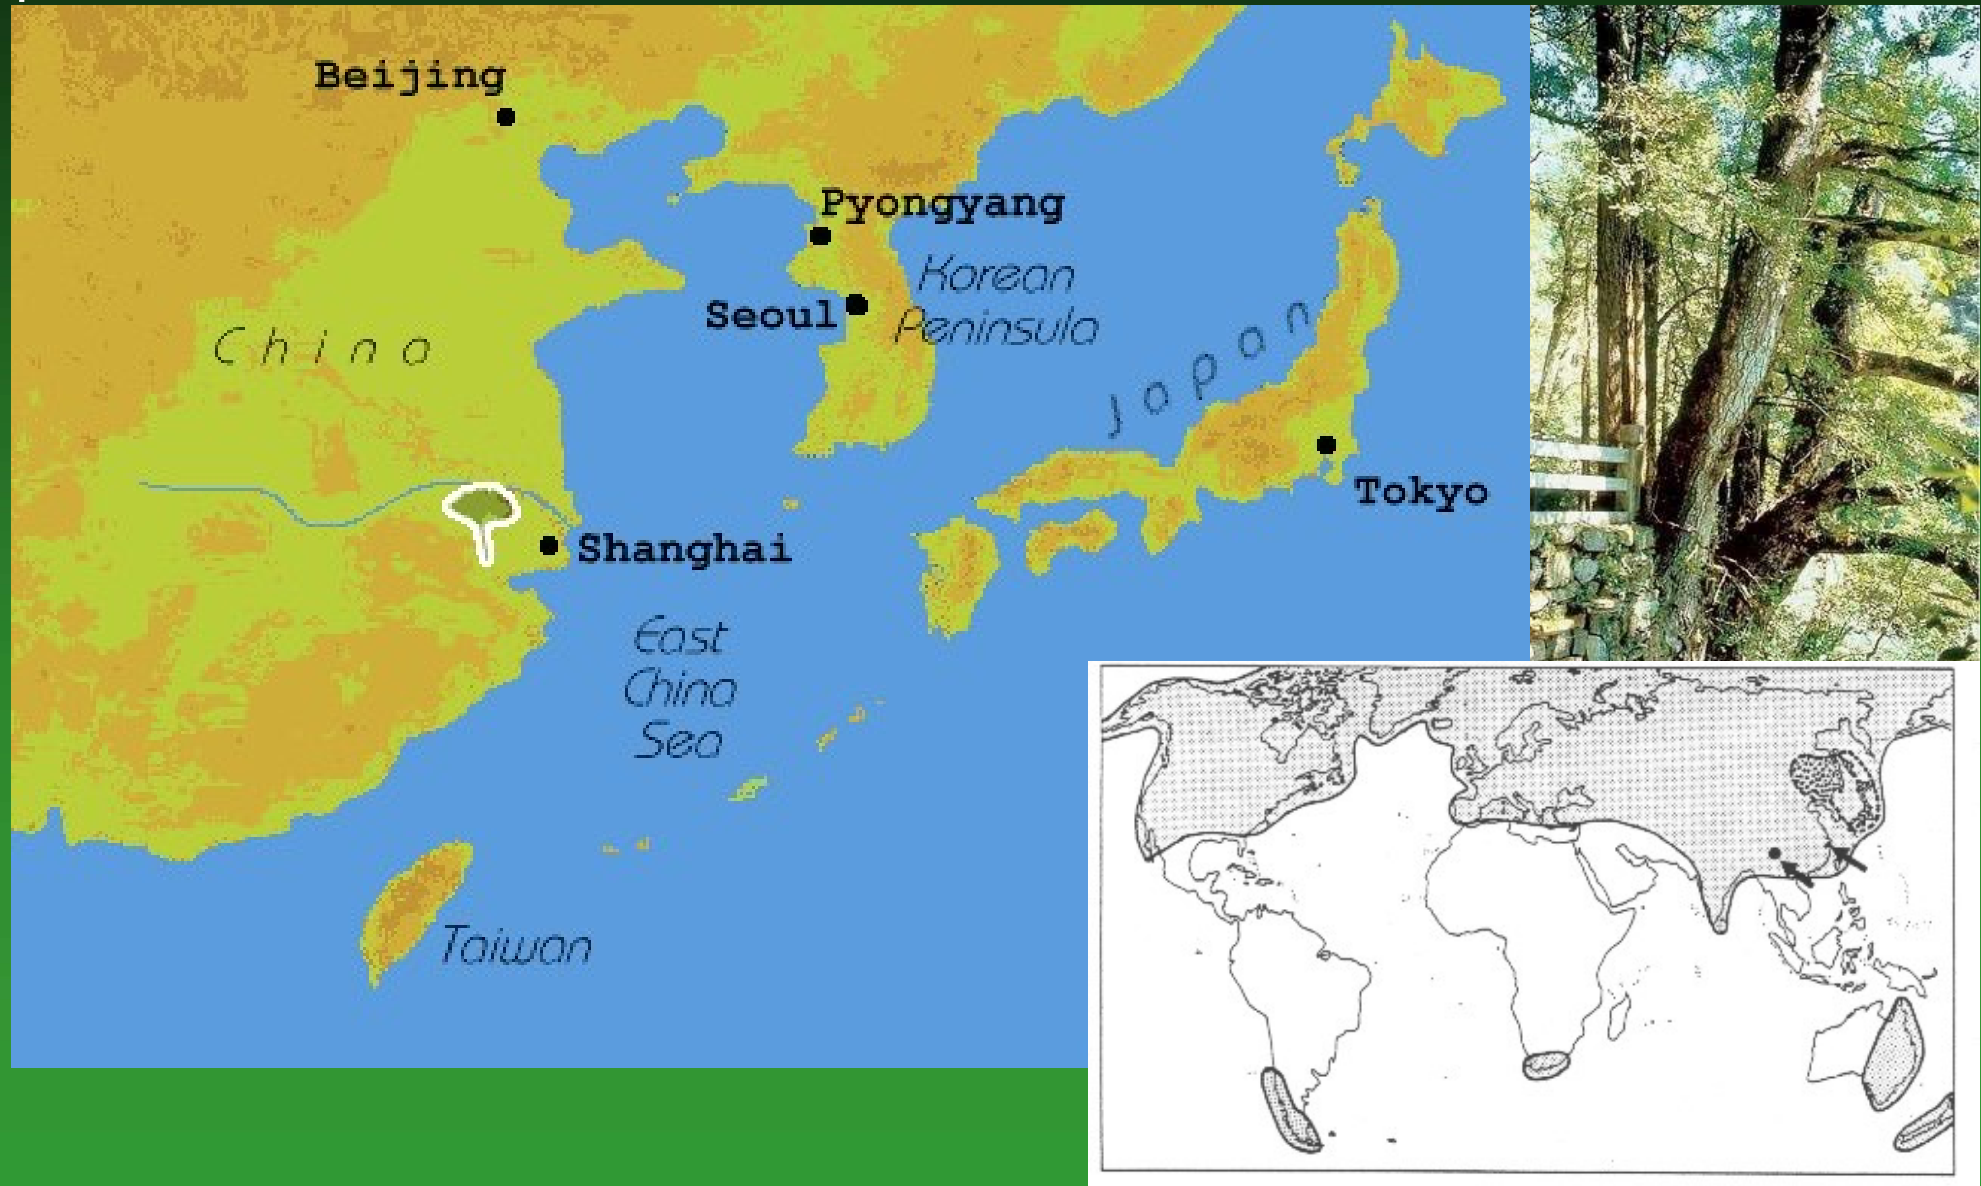 Beijing
Pyongyang
Korean
Peninsula
Seoul
China
Japan
Tokyo
Shanghai
East
China
Sea
Taiwan